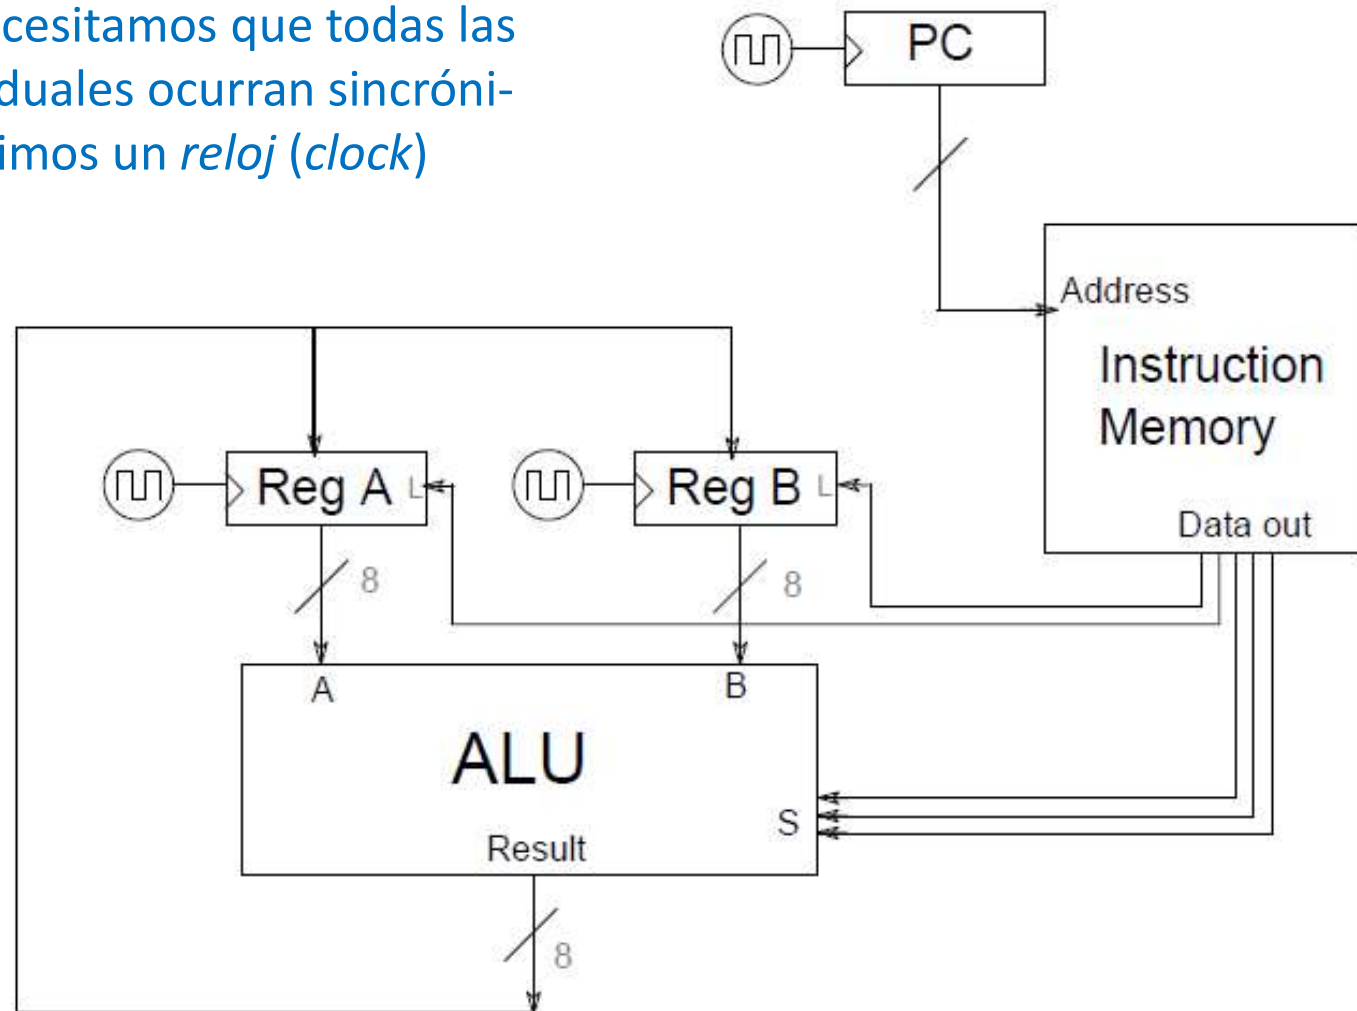 cesitamos que todas las
duales ocurran sincróni-
imos un reloj (clock)
PC
Address
Instruction
Memory
Data out
Reg A L
Reg B L
8
8
A
B
ALU
S
Result
8